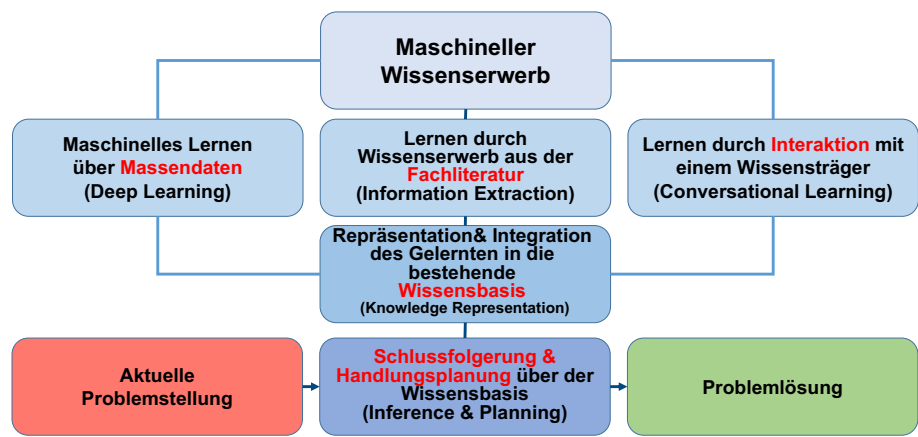 Maschineller
Wissenserwerb
Maschinelles Lernen
über Massendaten
(Deep Learning)
Lernen durch
Wissenserwerb aus der
Fachliteratur
(Information Extraction)
Lernen durch Interaktion mit
einem Wissensträger
(Conversational Learning)
Repräsentation& Integration
des Gelernten in die
bestehende
Wissensbasis
(Knowledge Representation)
Aktuelle
Problemstellung
Schlussfolgerung &
Handlungsplanung über der
Wissensbasis
(Inference & Planning)
Problemlösung